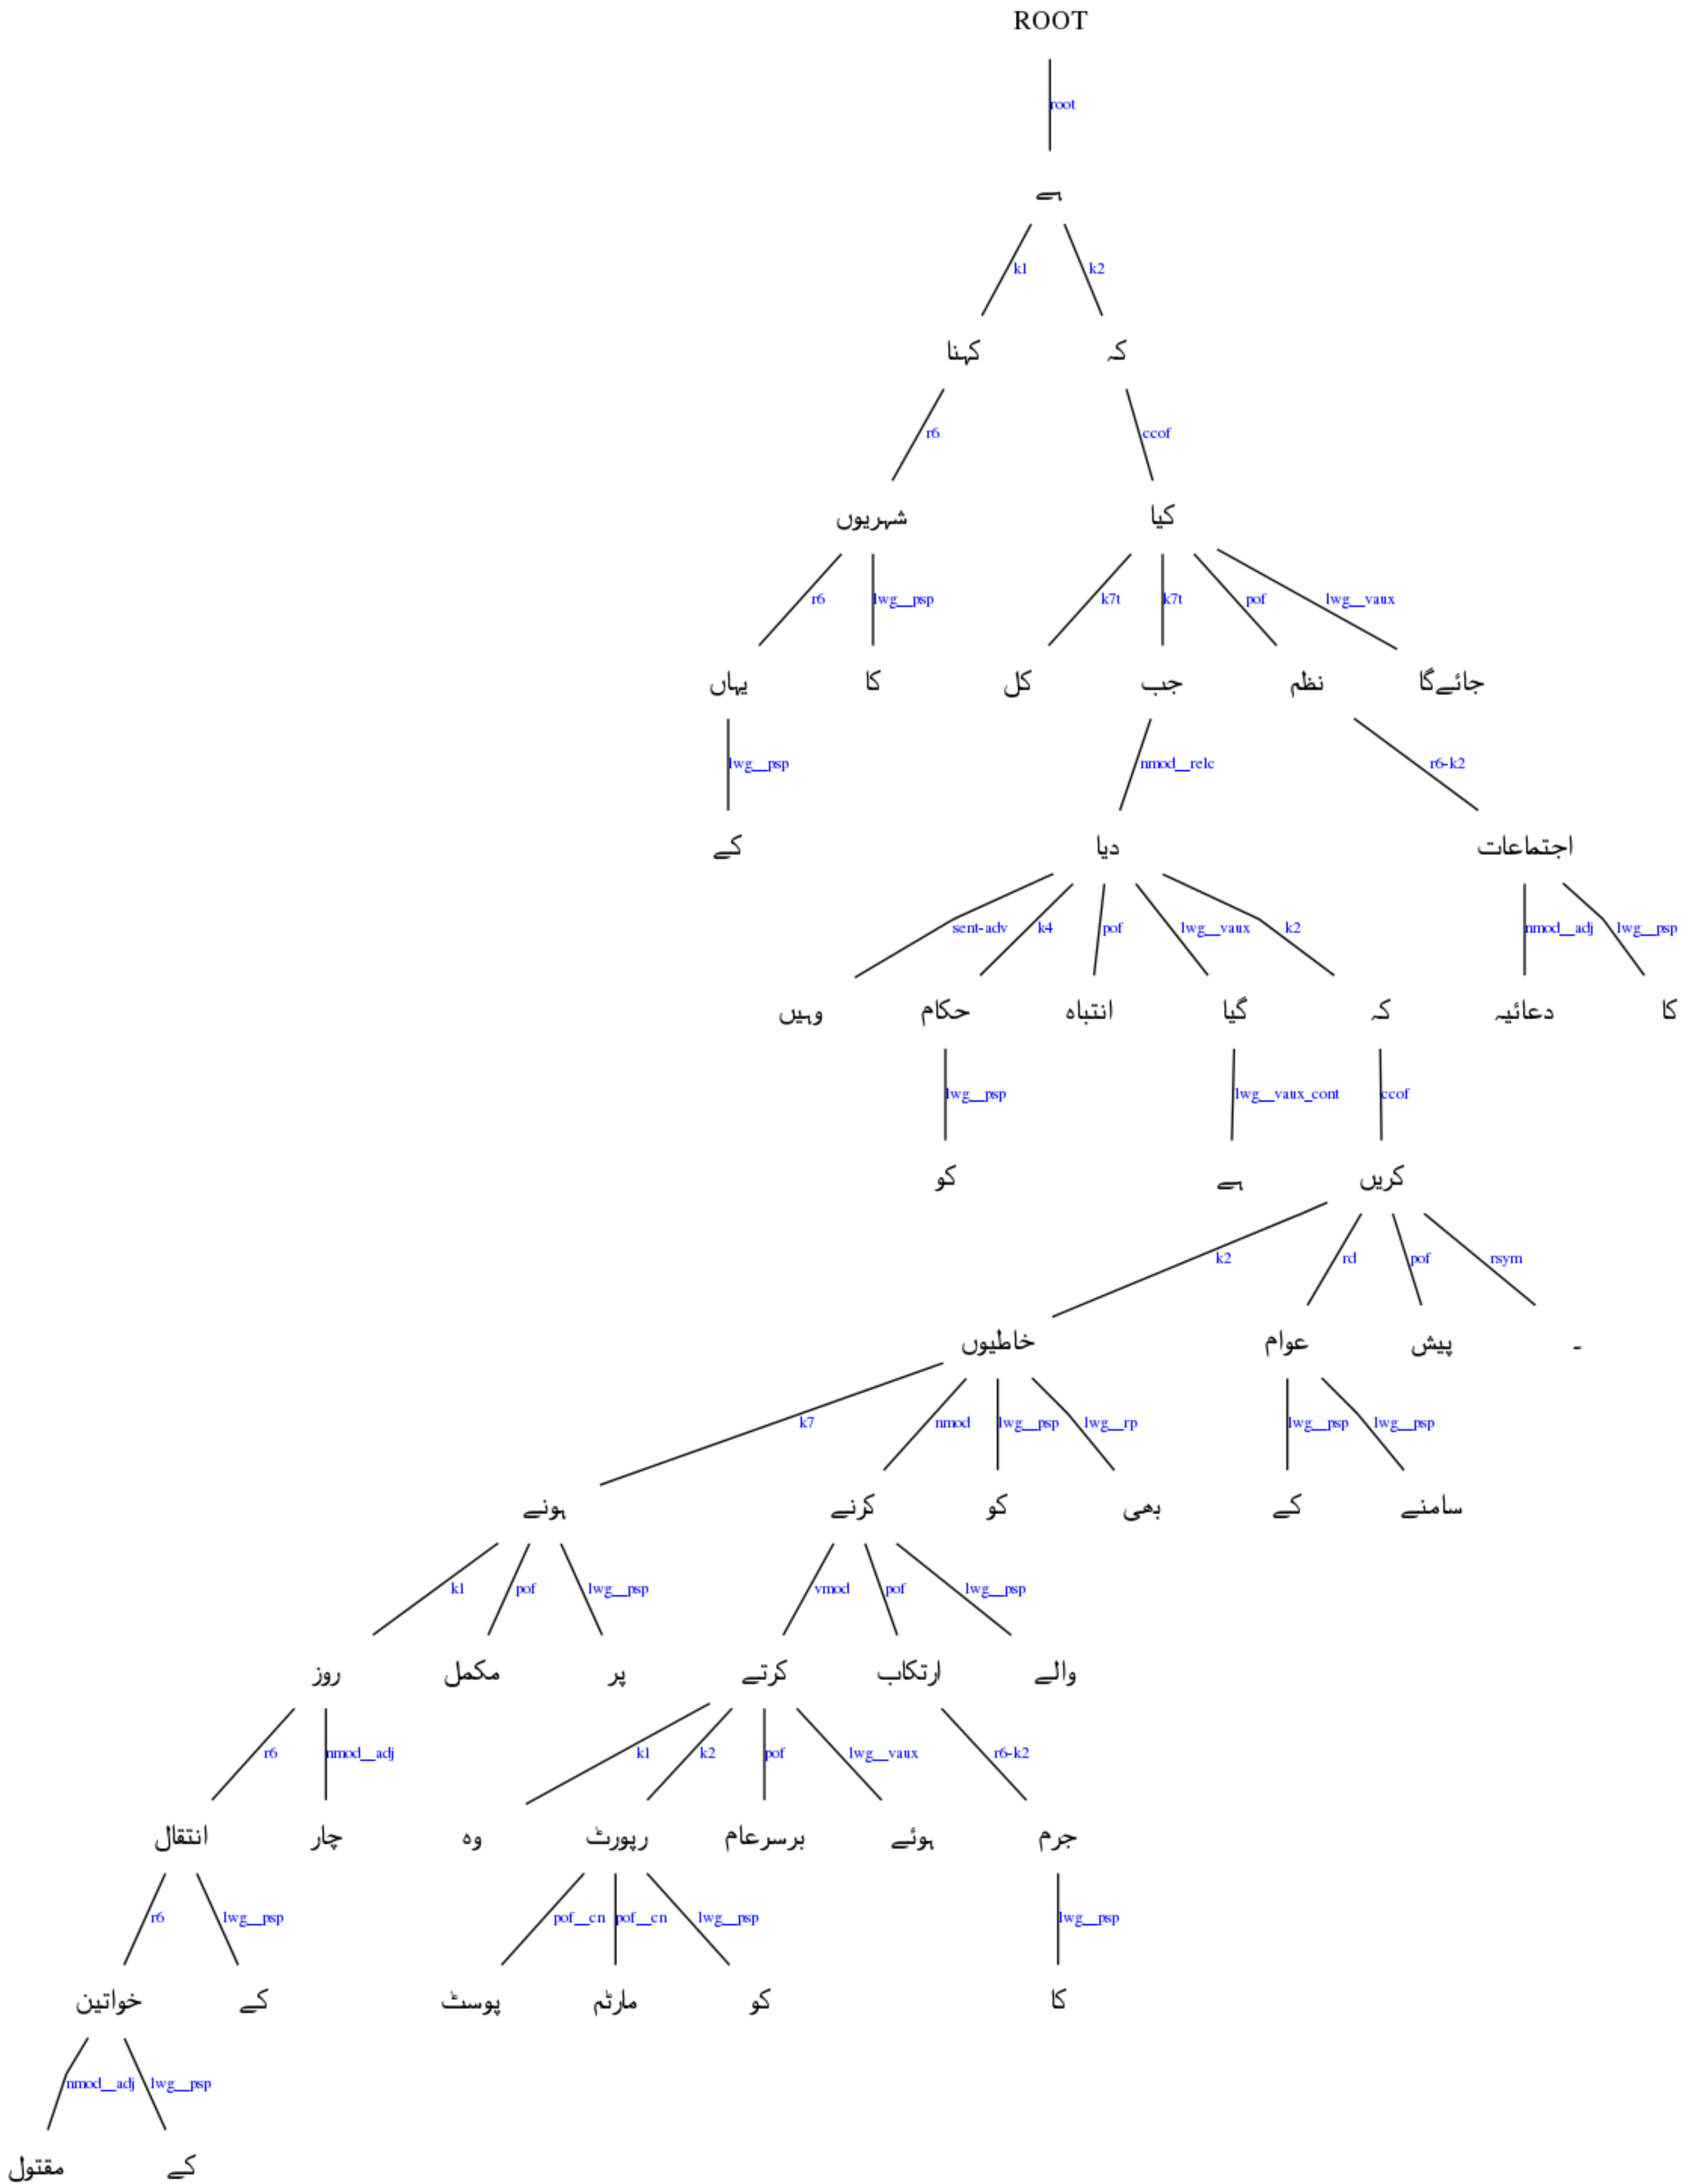 ROOT
root
ہے
k1 k2
کہنا کہ
r6 ccof
شہریوں کیا
r6 lwg__psp k7t k7t pof lwg__vaux
یہاں کا کل جب نظم جائےگا
lwg__psp nmod__relc r6-k2
کے دیا اجتماعات
sent-adv k4 pof lwg__vaux k2 nmod__adj lwg__psp
وہیں حکام انتباہ گیا کہ دعائیہ کا
lwg__psp lwg__vaux_cont ccof
کو ہے کریں
k2 rd pof rsym
خاطیوں عوام پیش ۔
k7 nmod lwg__psp lwg__rp lwg__psp lwg__psp
ہونے کرنے کو بھی کے سامنے
k1 pof lwg__psp vmod pof lwg__psp
روز مکمل پر کرتے ارتکاب والے
r6 nmod__adj k1 k2 pof lwg__vaux r6-k2
انتقال چار وہ رپورٹ برسرعام ہوئے جرم
r6 lwg__psp pof__cn pof__cn lwg__psp lwg__psp
خواتین کے پوسٹ مارٹم کو کا
nmod__adj lwg__psp
مقتول کے